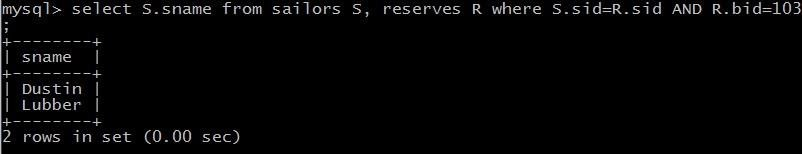 mysql> select S.sname from sailors S, reserves R where S.sid=R.sid AND R.bid=103
;
+--------+
| sname  |
+--------+
| Dustin |
| Lubber |
+--------+
2 rows in set (0.00 sec)